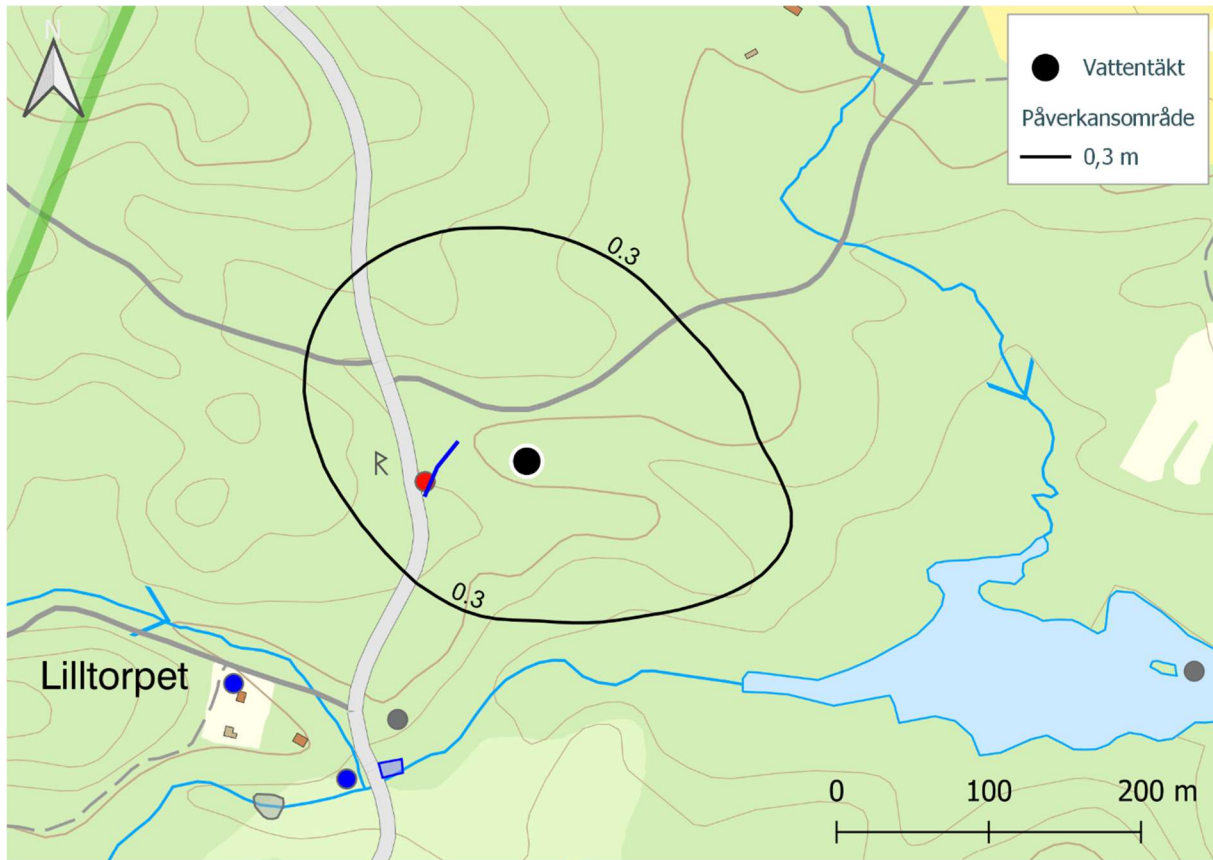 N
Vattentäkt
Påverkansområde
0,3 m
0.3
ᚱ
0.3
Lilltorpet
0 100 200 m